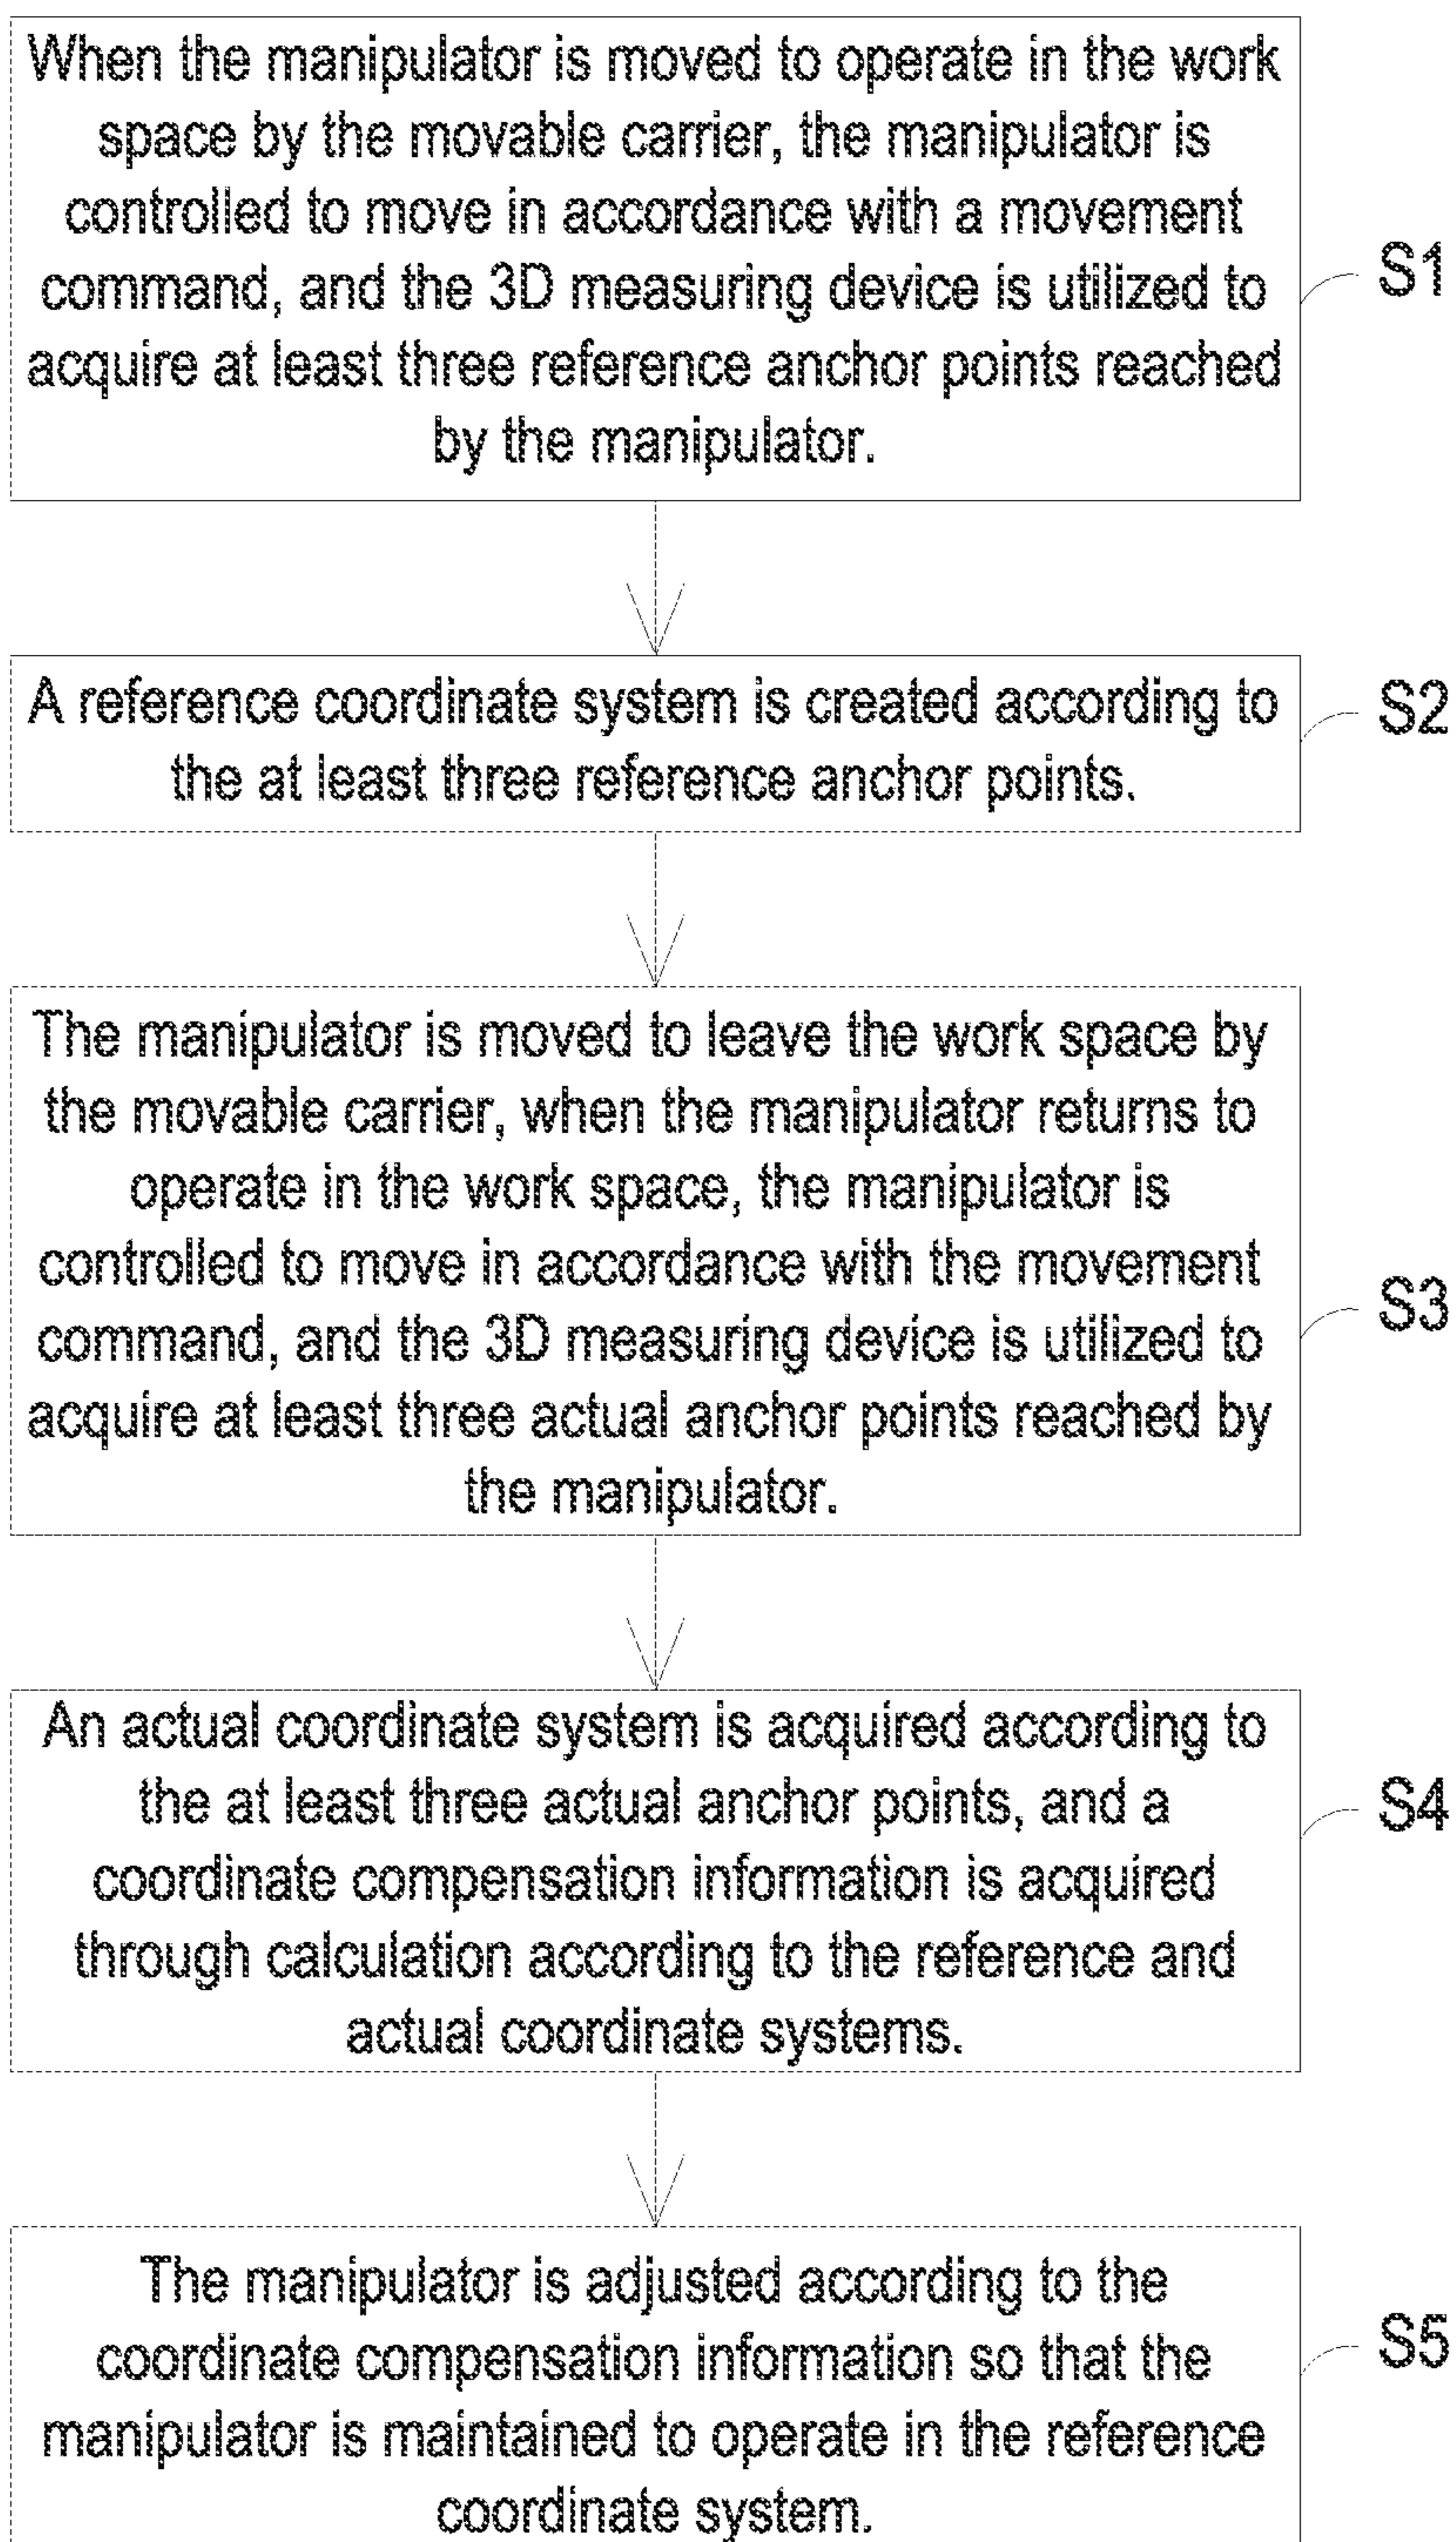 When the manipulator is moved to operate in the work
space by the movable carrier, the manipulator is
controlled to move in accordance with a movement
command, and the 3D measuring device is utilized to
acquire at least three reference anchor points reached
by the manipulator.
S1
A reference coordinate system is created according to
the at least three reference anchor points.
S2
The manipulator is moved to leave the work space by
the movable carrier, when the manipulator returns to
operate in the work space, the manipulator is
controlled to move in accordance with the movement
command, and the 3D measuring device is utilized to
acquire at least three actual anchor points reached by
the manipulator.
S3
An actual coordinate system is acquired according to
the at least three actual anchor points, and a
coordinate compensation information is acquired
through calculation according to the reference and
actual coordinate systems.
S4
The manipulator is adjusted according to the
coordinate compensation information so that the
manipulator is maintained to operate in the reference
coordinate system.
S5